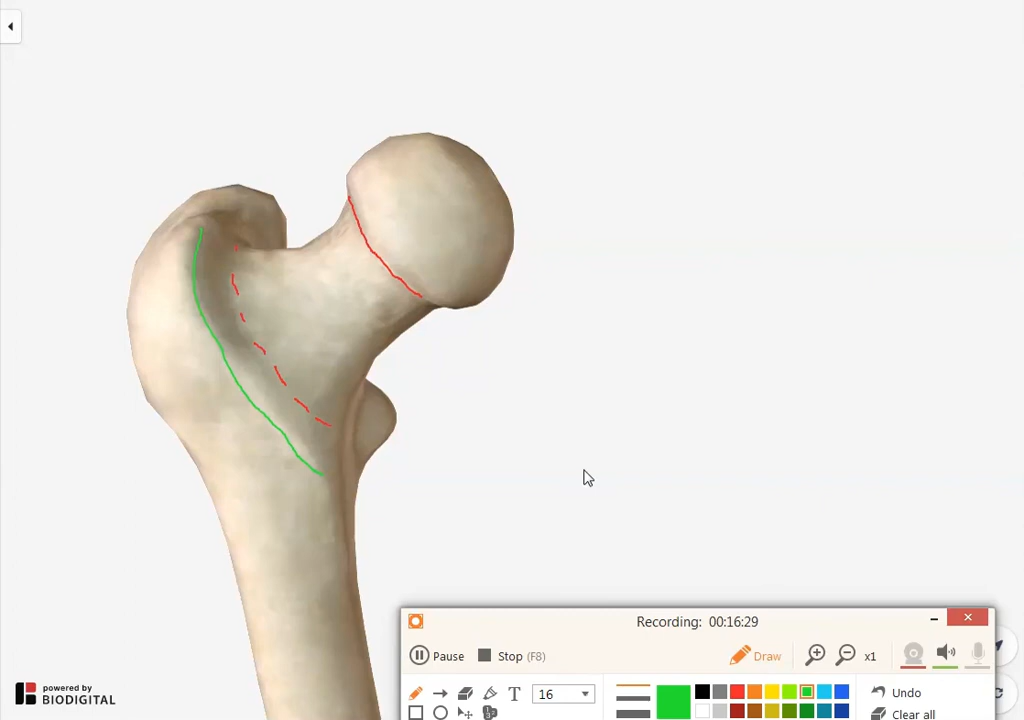 Recording: 00:16:29
Pause Stop (F8) Draw x1
T 16 Undo
Clear all
powered by
BIODIGITAL